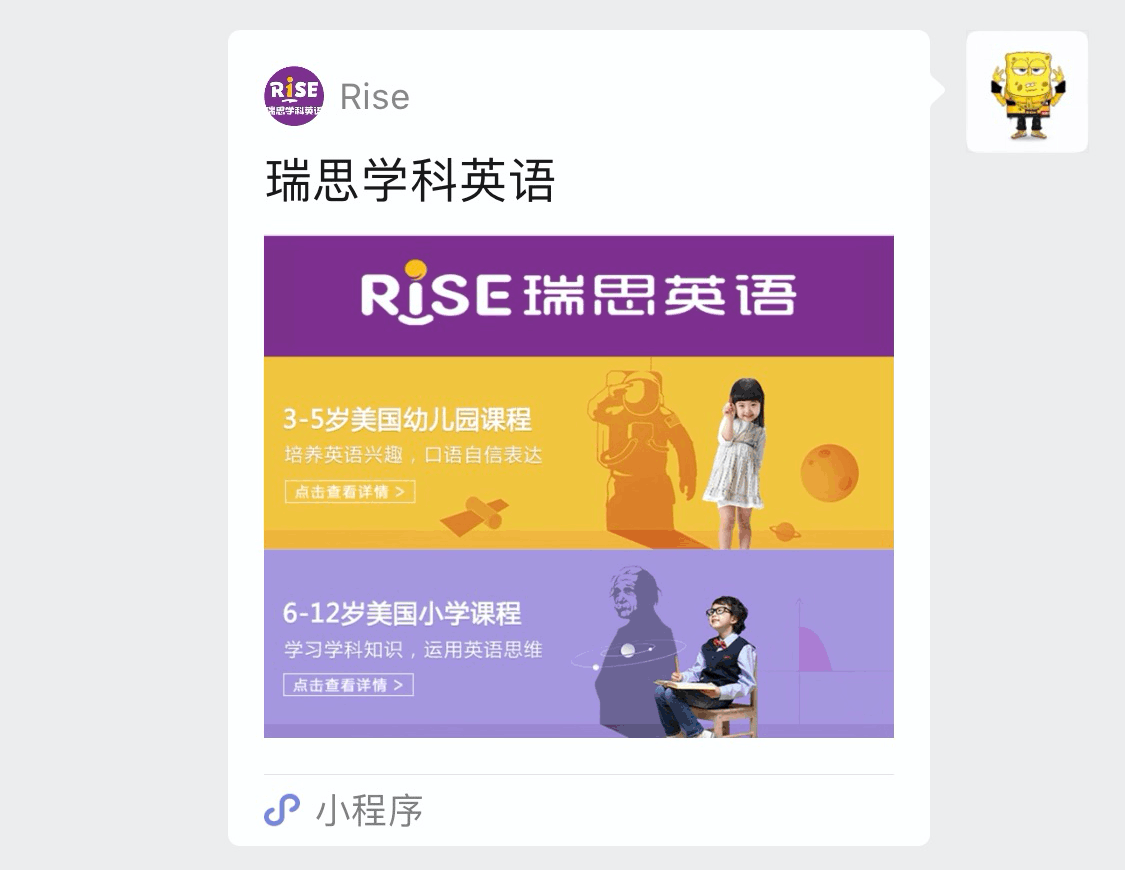 RiSE
瑞思学科英语
Rise
瑞思学科英语
RiSE 瑞思英语
3-5岁美国幼儿园课程
培养英语兴趣，口语自信表达
点击查看详情 >
6-12岁美国小学课程
学习学科知识，运用英语思维
点击查看详情 >
小程序